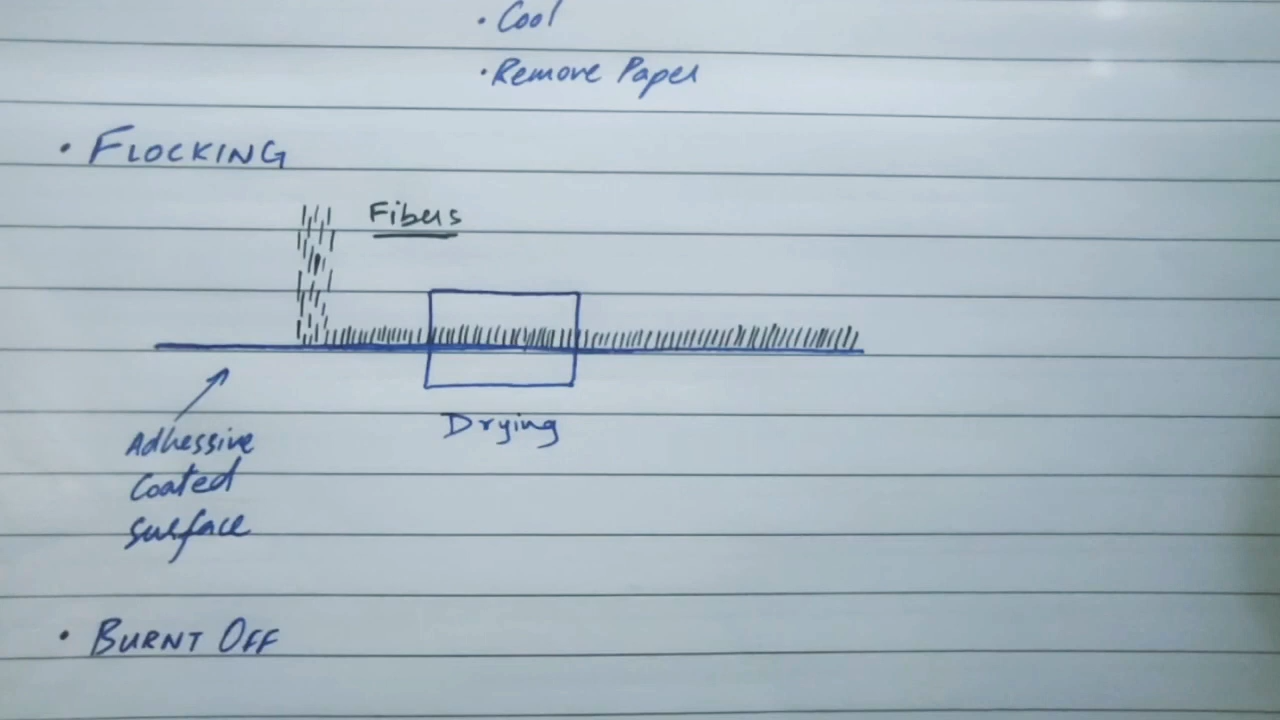 • Cool
• Remove Paper
• FLOCKING
Fibers
Drying
Adhessive
Coated
Surface
• BURNT OFF